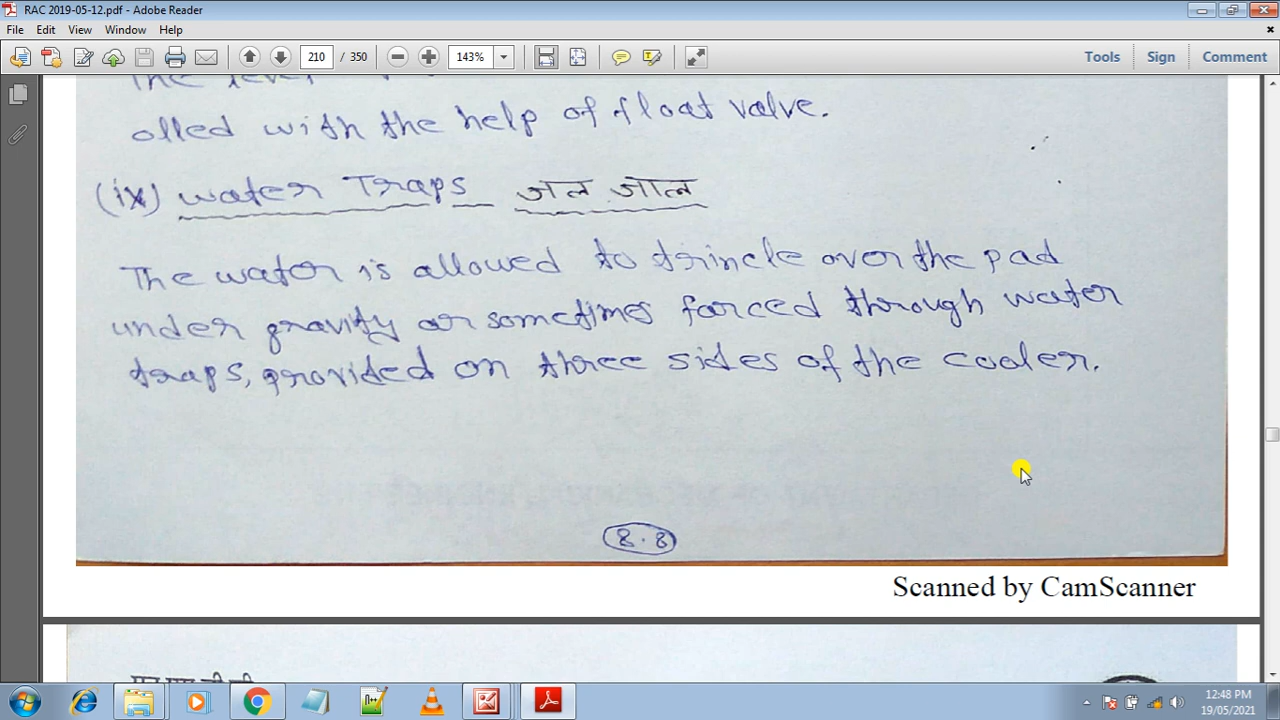 RAC 2019-05-12.pdf - Adobe Reader
File Edit View Window Help
210 / 350 143% Tools Sign Comment
The level
olled with the help of float valve.
(ix) Water Traps जल जाल
The water is allowed to trincle over the pad
under gravity or sometimes forced through water
traps, provided on three sides of the cooler.
8.8
Scanned by CamScanner
12:48 PM
19/05/2021